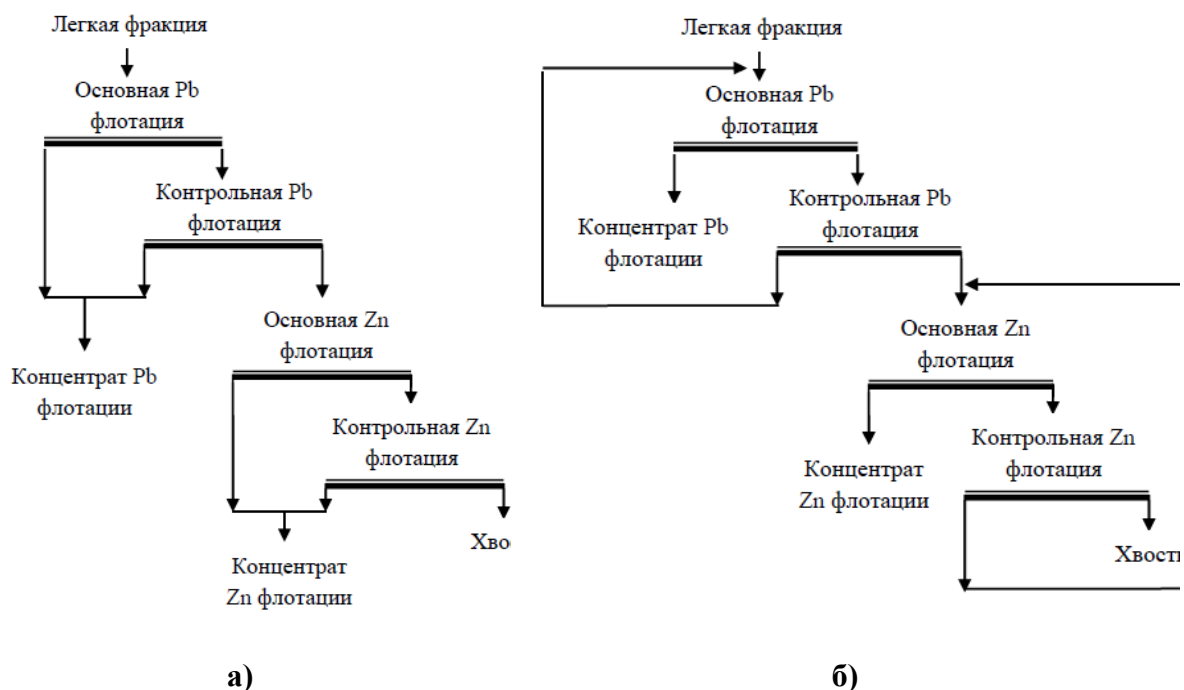 Легкая фракция
Основная Pb
флотация
Контрольная Pb
флотация
Основная Zn
флотация
Концентрат Pb
флотации
Контрольная Zn
флотация
Хво
Концентрат
Zn флотации
а)
Легкая фракция
Основная Pb
флотация
Контрольная Pb
флотация
Концентрат Pb
флотации
Основная Zn
флотация
Контрольная Zn
флотация
Концентрат
Zn флотации
Хвосты
б)